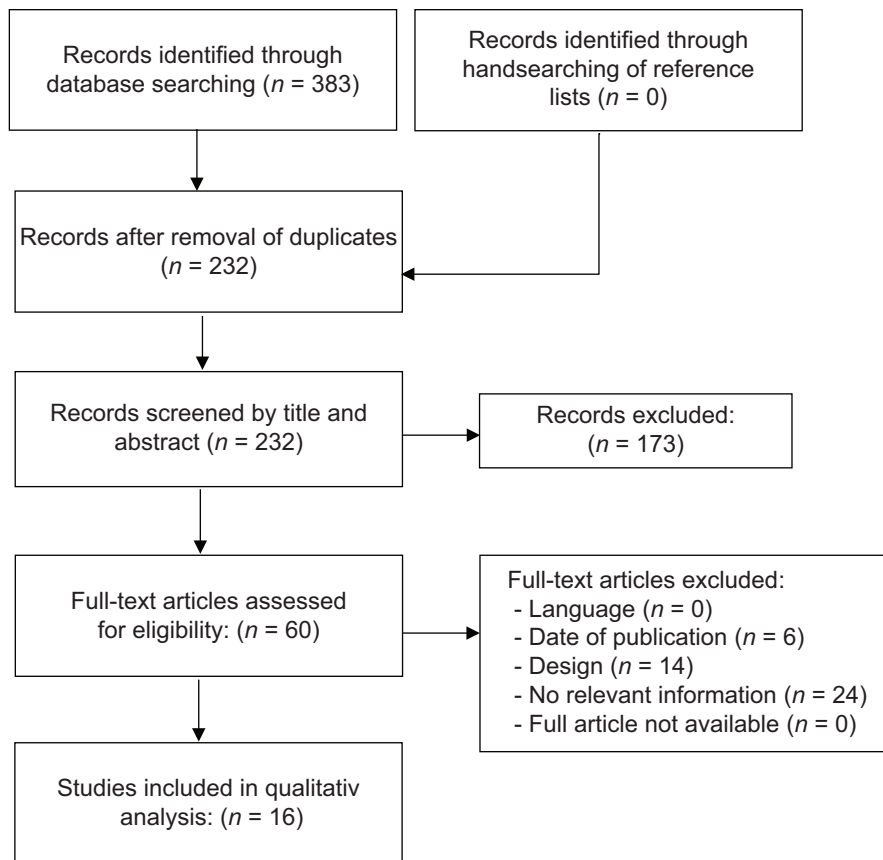 Records identified through
database searching (n = 383)
Records identified through
handsearching of reference
lists (n = 0)
Records after removal of duplicates
(n = 232)
Records screened by title and
abstract (n = 232)
Records excluded:
(n = 173)
Full-text articles assessed
for eligibility: (n = 60)
Full-text articles excluded:
- Language (n = 0)
- Date of publication (n = 6)
- Design (n = 14)
- No relevant information (n = 24)
- Full article not available (n = 0)
Studies included in qualitativ
analysis: (n = 16)